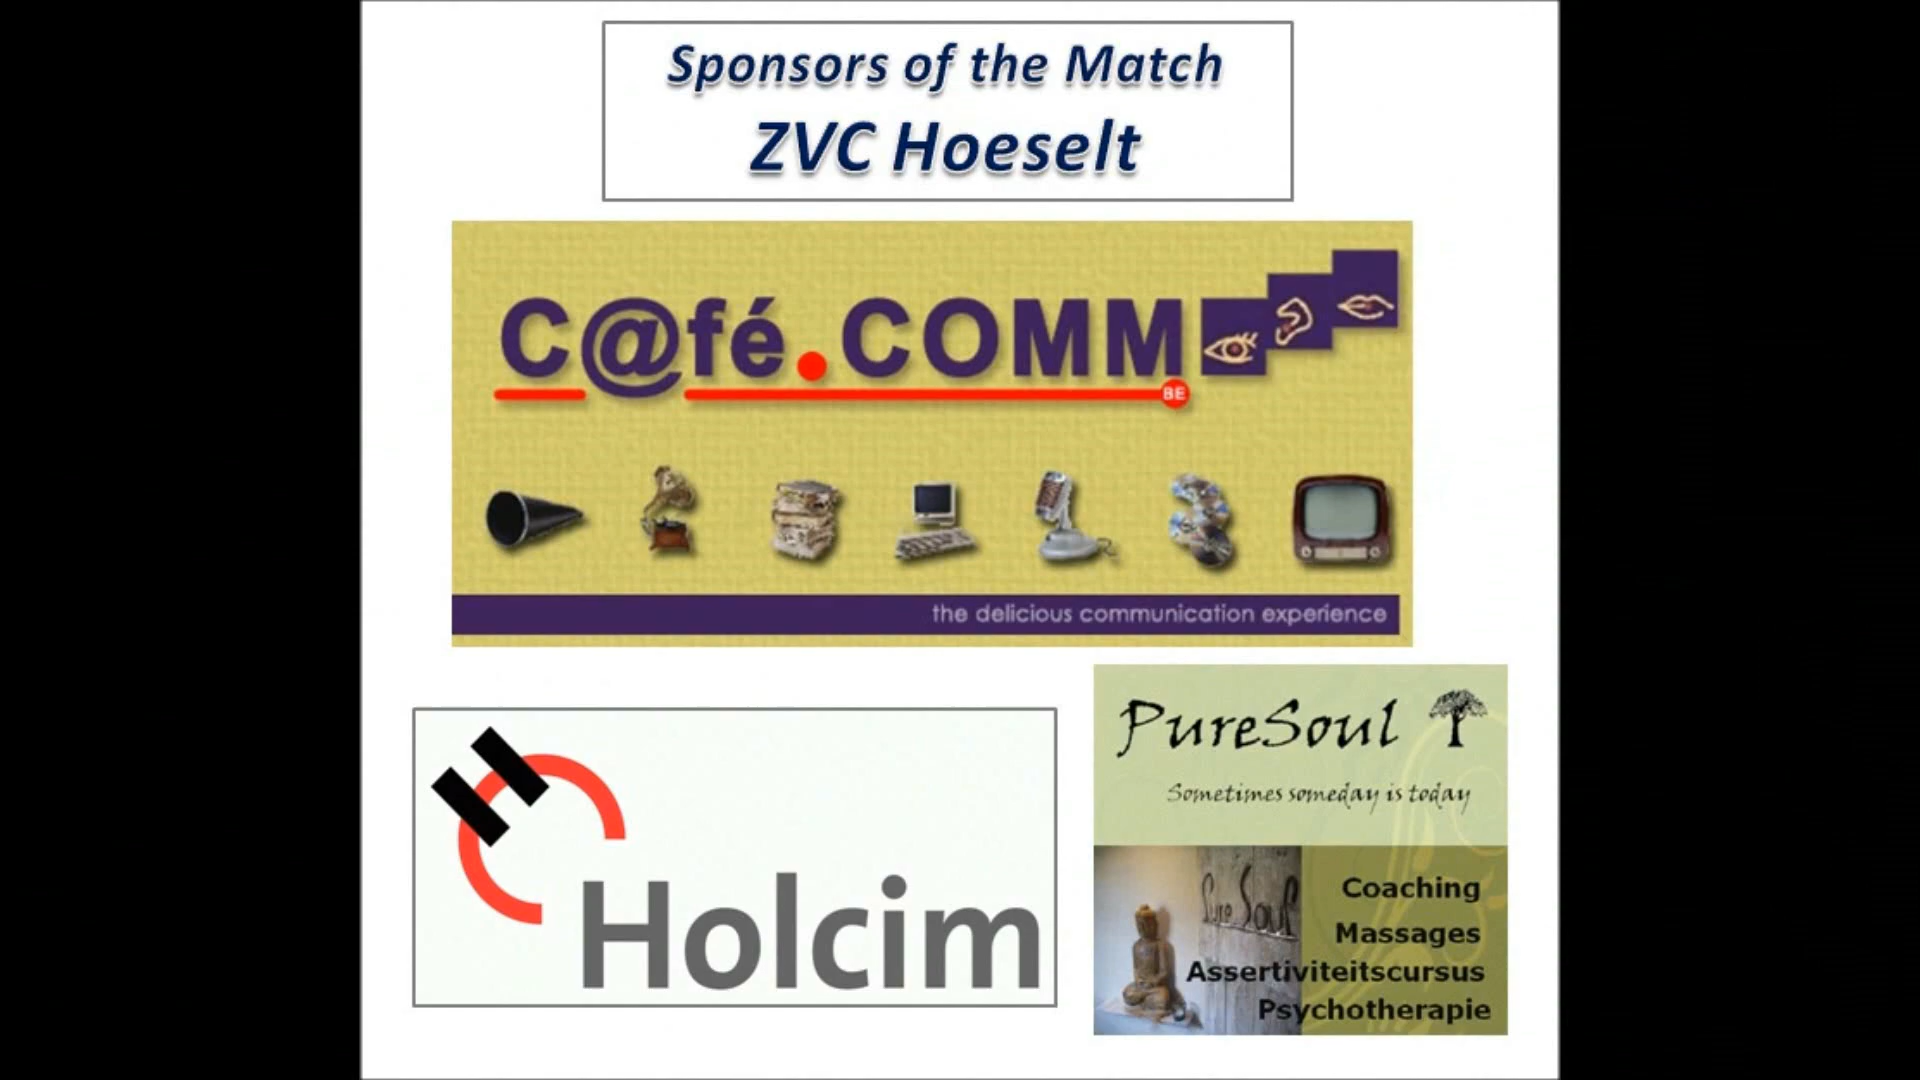 Sponsors of the Match
ZVC Hoeselt
C@fé.COMM
BE
the delicious communication experience
Holcim
PureSoul
Sometimes someday is today
Pure Soul
Coaching
Massages
Assertiviteitscursus
Psychotherapie